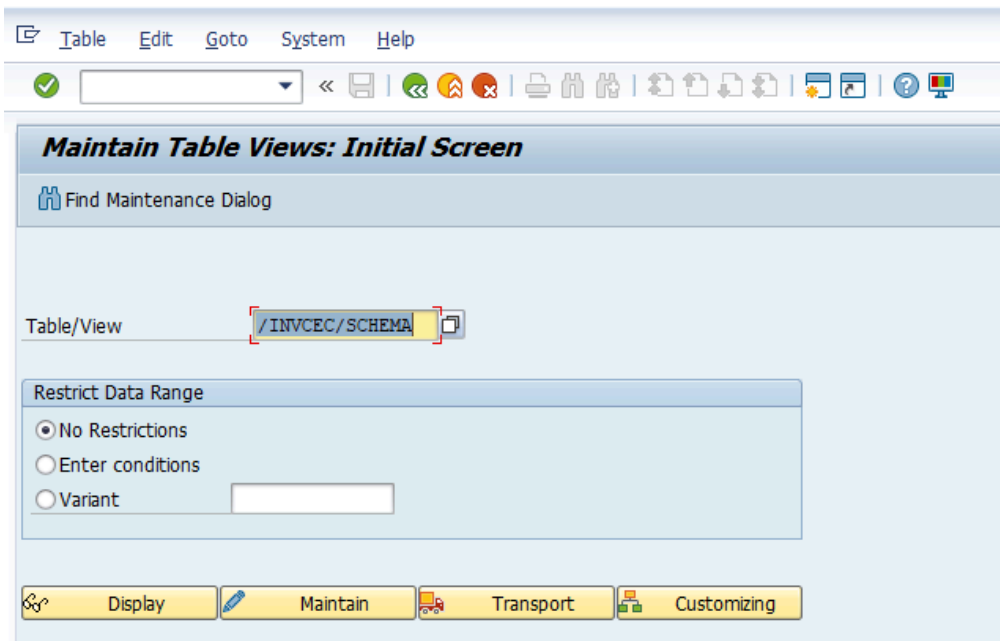 Table Edit Goto System Help
Maintain Table Views: Initial Screen
Find Maintenance Dialog
Table/View /INVCEC/SCHEMA
Restrict Data Range
No Restrictions
Enter conditions
Variant
Display Maintain Transport Customizing